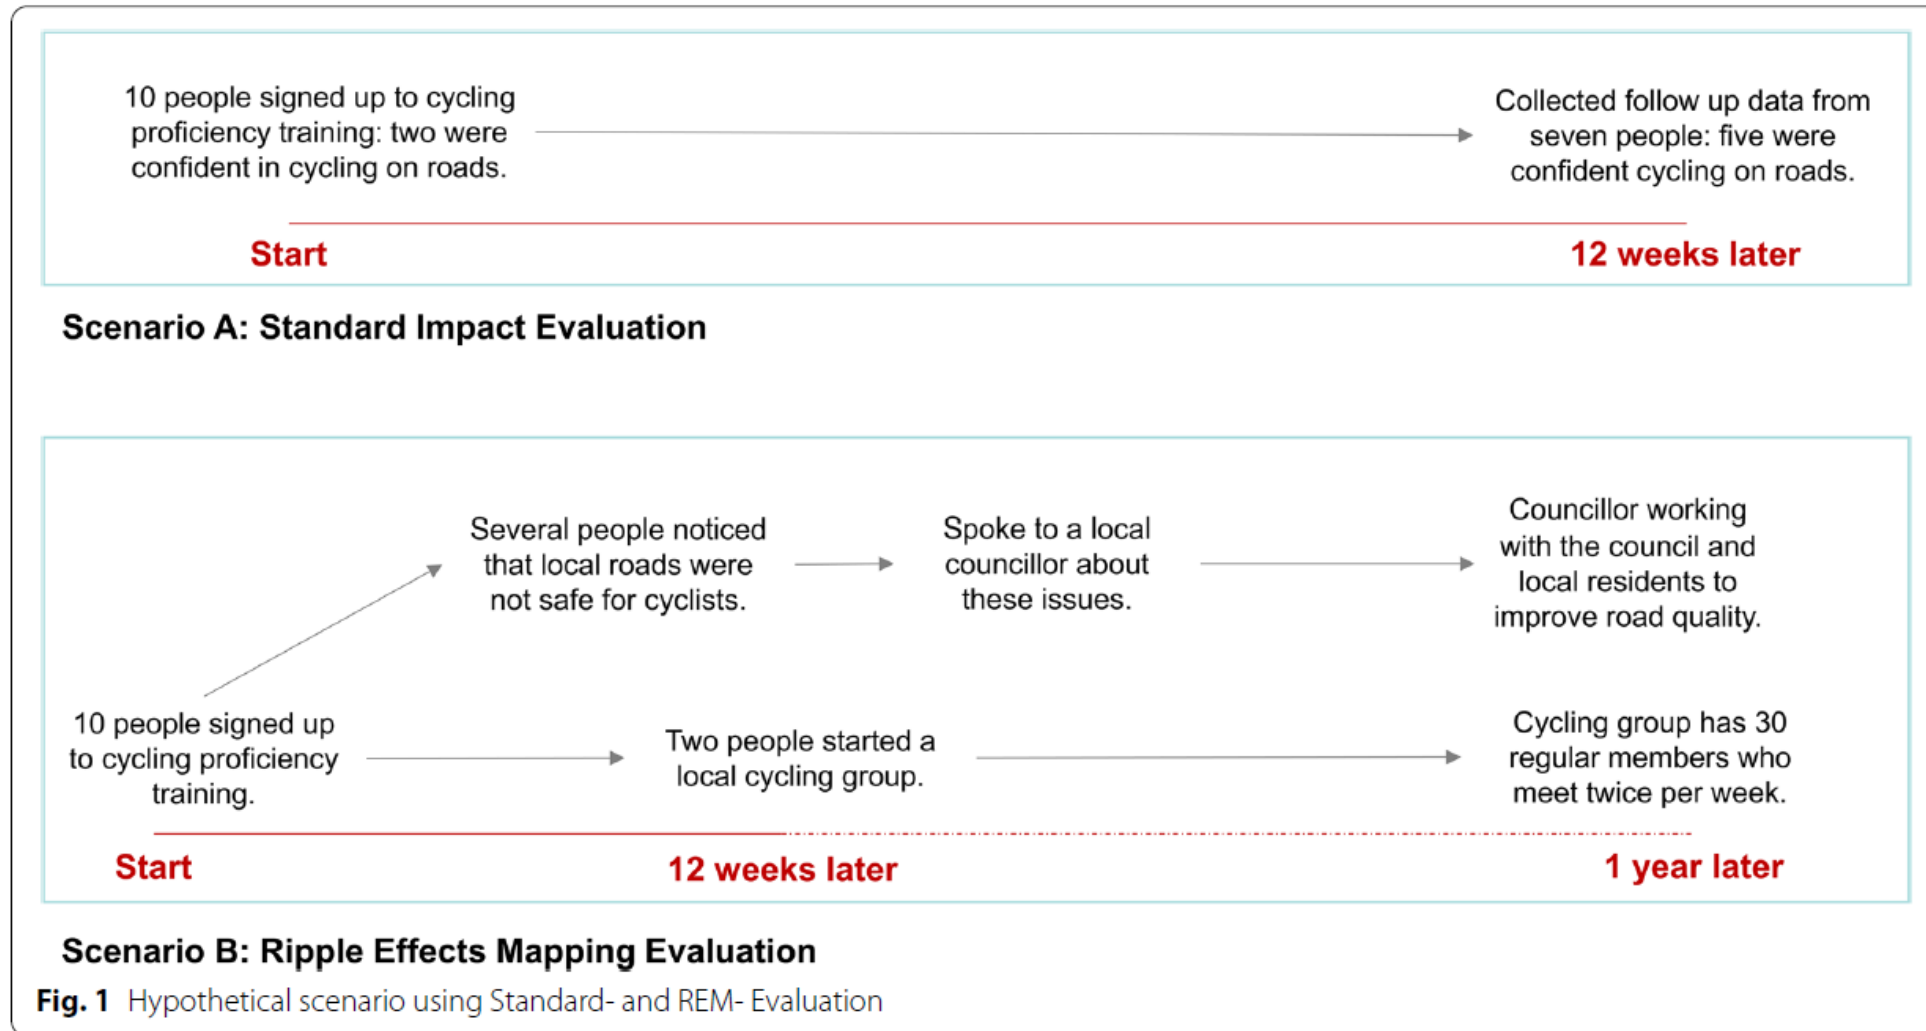 10 people signed up to cycling
proficiency training: two were
confident in cycling on roads.
Collected follow up data from
seven people: five were
confident cycling on roads.
Start
12 weeks later
Scenario A: Standard Impact Evaluation
Several people noticed
that local roads were
not safe for cyclists.
Spoke to a local
councillor about
these issues.
Councillor working
with the council and
local residents to
improve road quality.
10 people signed up
to cycling proficiency
training.
Two people started a
local cycling group.
Cycling group has 30
regular members who
meet twice per week.
Start
12 weeks later
1 year later
Scenario B: Ripple Effects Mapping Evaluation
Fig. 1 Hypothetical scenario using Standard- and REM- Evaluation